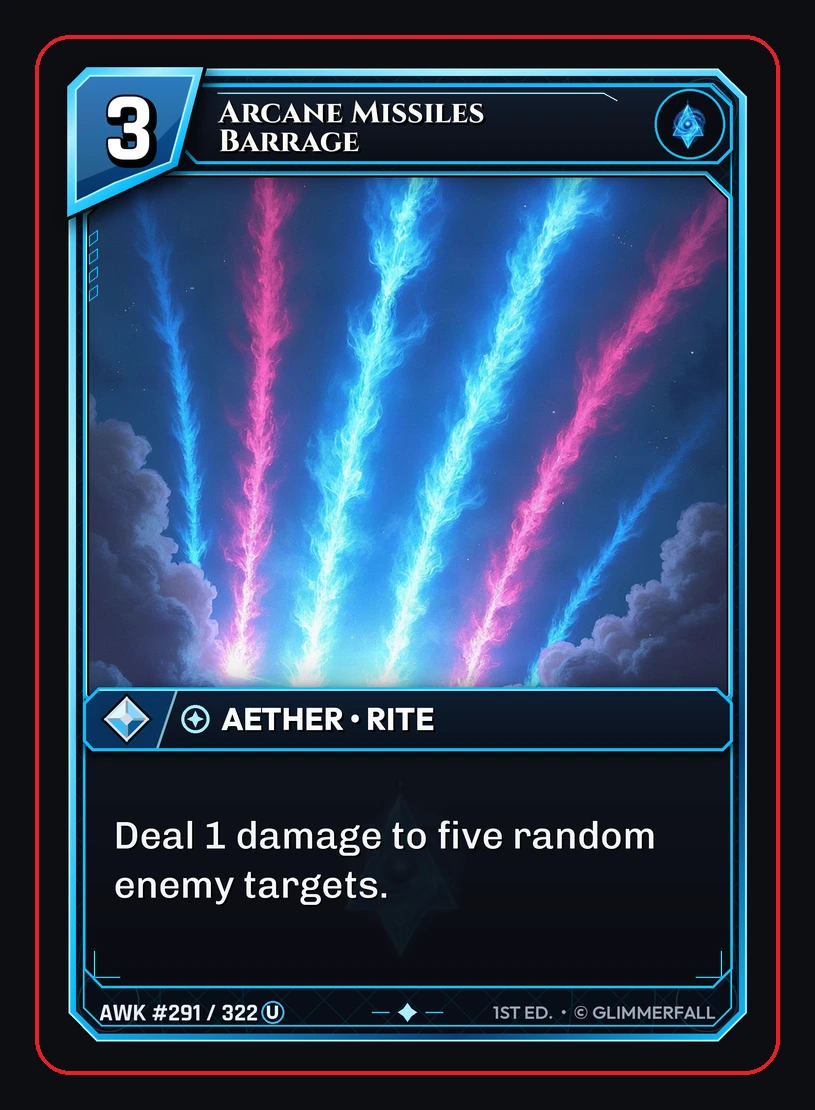 3
ARCANE MISSILES
BARRAGE
AETHER • RITE
Deal 1 damage to five random
enemy targets.
AWK #291 / 322 U
1ST ED. • © GLIMMERFALL